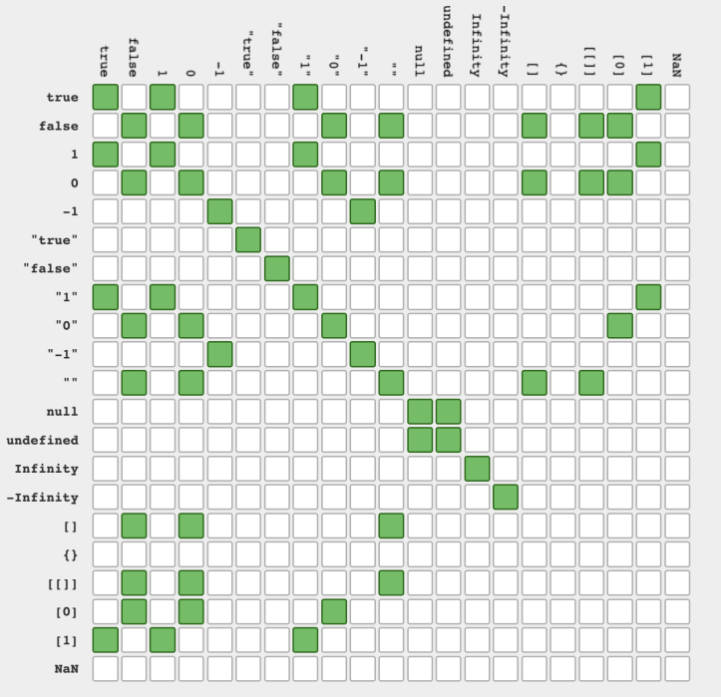 true
false
1
0
-1
"true"
"false"
"1"
"0"
"-1"
""
null
undefined
Infinity
-Infinity
[]
{}
[[]]
[0]
[1]
NaN
true
false
1
0
-1
"true"
"false"
"1"
"0"
"-1"
""
null
undefined
Infinity
-Infinity
[]
{}
[[]]
[0]
[1]
NaN